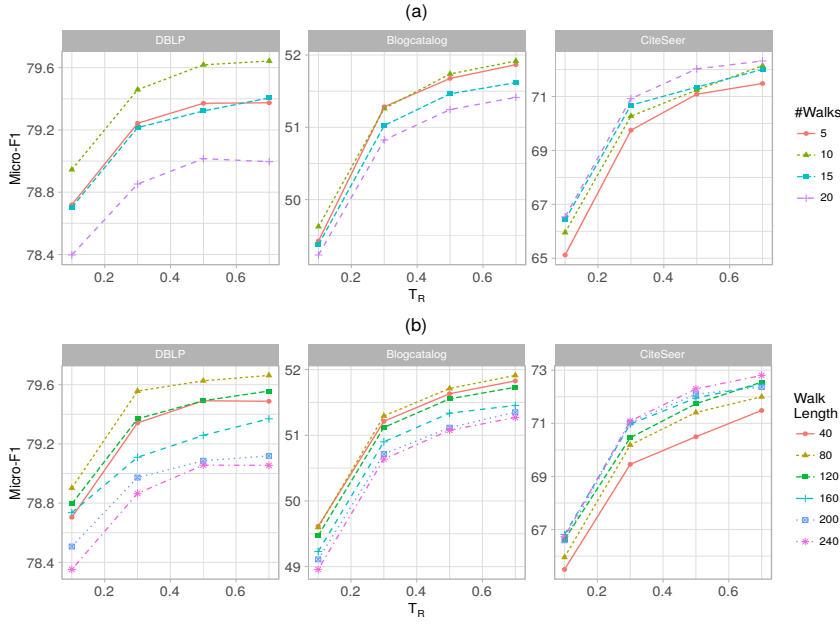 (a)
DBLP
Blogcatalog
CiteSeer
Micro-F1
79.6
79.2
78.8
78.4
52
51
50
71
69
67
65
0.2 0.4 0.6
0.2 0.4 0.6
0.2 0.4 0.6
T_R
#Walks
5
10
15
20
(b)
DBLP
Blogcatalog
CiteSeer
Micro-F1
79.6
79.2
78.8
78.4
52
51
50
49
73
71
69
67
0.2 0.4 0.6
0.2 0.4 0.6
0.2 0.4 0.6
T_R
Walk
Length
40
80
120
160
200
240